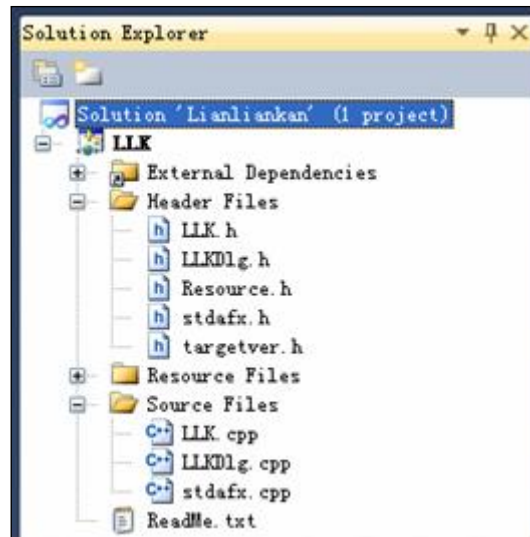 Solution Explorer
Solution 'Lianliankan' (1 project)
LLK
External Dependencies
Header Files
LLK.h
LLKDlg.h
Resource.h
stdafx.h
targetver.h
Resource Files
Source Files
LLK.cpp
LLKDlg.cpp
stdafx.cpp
ReadMe.txt